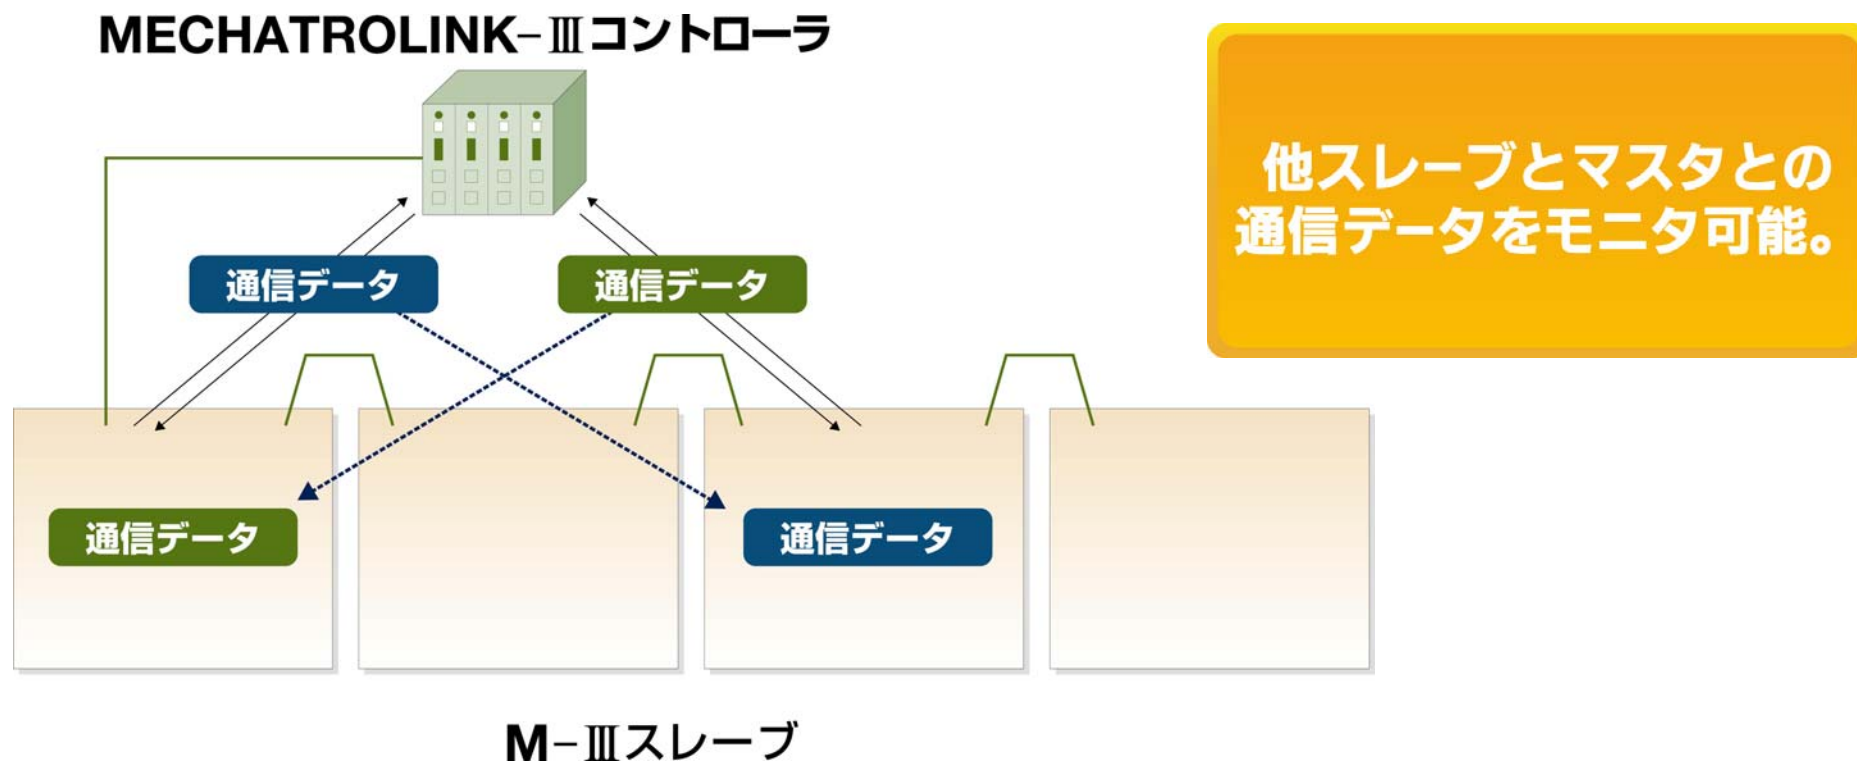 MECHATROLINK-Ⅲコントローラ
他スレーブとマスタとの
通信データをモニタ可能。
通信データ
通信データ
通信データ
通信データ
M-Ⅲスレーブ